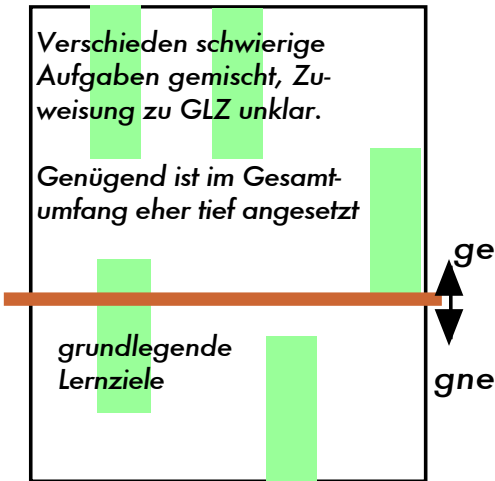 Verschieden schwierige
Aufgaben gemischt, Zu-
weisung zu GLZ unklar.
Genügend ist im Gesamt-
umfang eher tief angesetzt
ge
grundlegende
Lernziele
gne